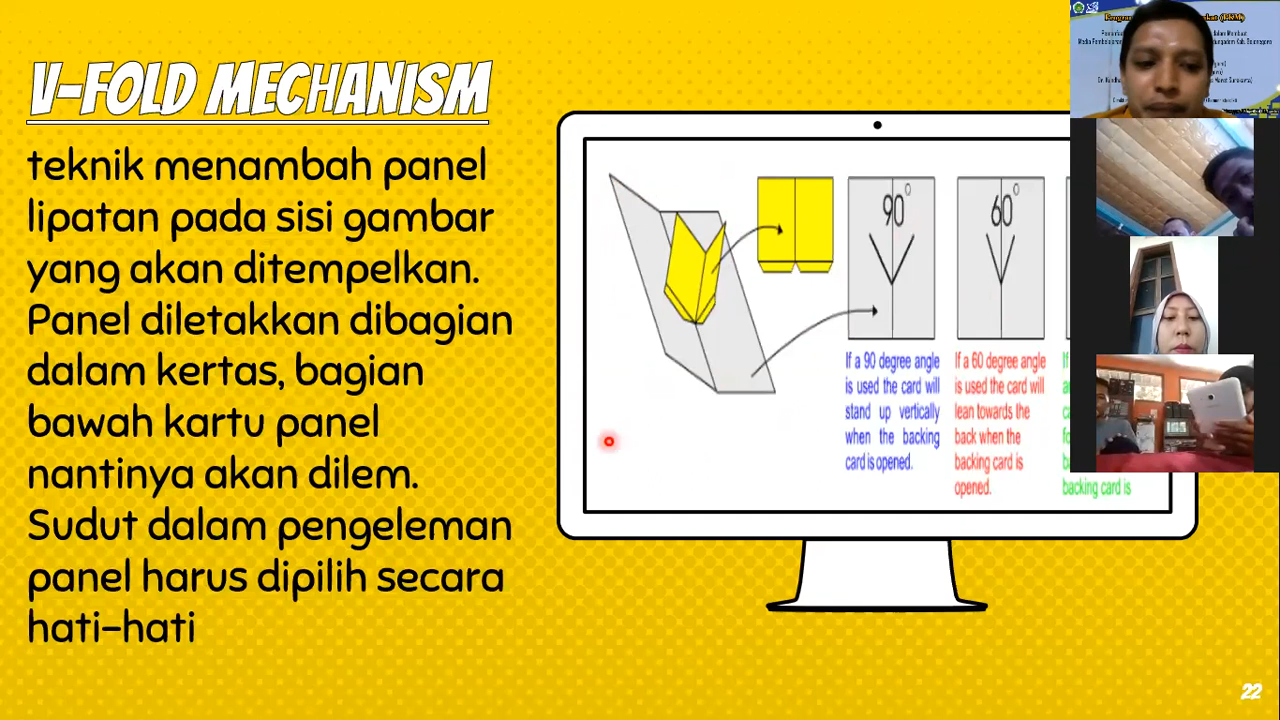 V-FOLD MECHANISM
teknik menambah panel
lipatan pada sisi gambar
yang akan ditempelkan.
Panel diletakkan dibagian
dalam kertas, bagian
bawah kartu panel
nantinya akan dilem.
Sudut dalam pengeleman
panel harus dipilih secara
hati-hati
90°
60°
If a 90 degree angle
is used the card will
stand up vertically
when the backing
card is opened.
If a 60 degree angle
is used the card will
lean towards the
back when the
backing card is
opened.
backing card is
22